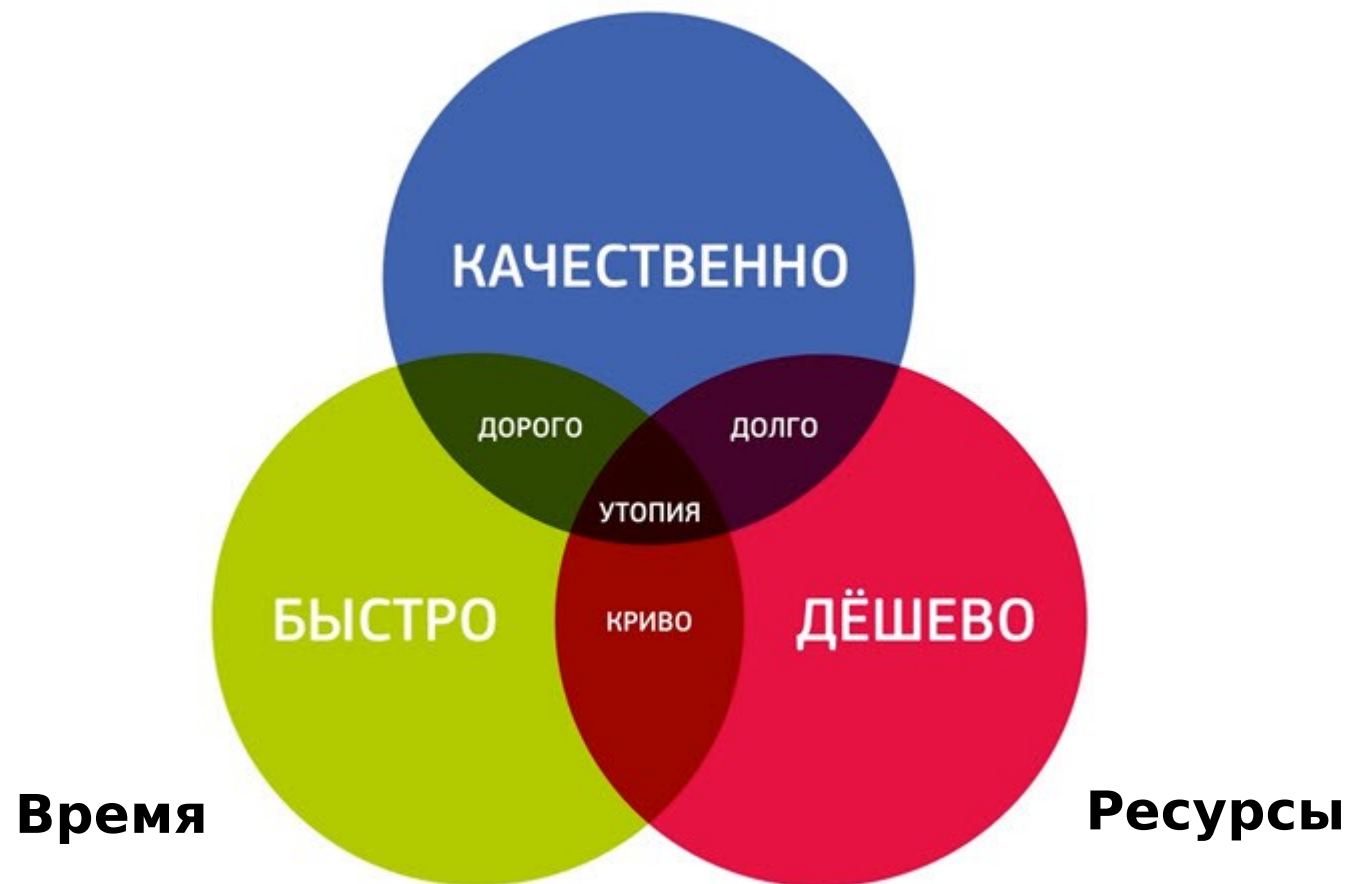 КАЧЕСТВЕННО
ДОРОГО
ДОЛГО
УТОПИЯ
БЫСТРО
КРИВО
ДЁШЕВО
Время
Ресурсы